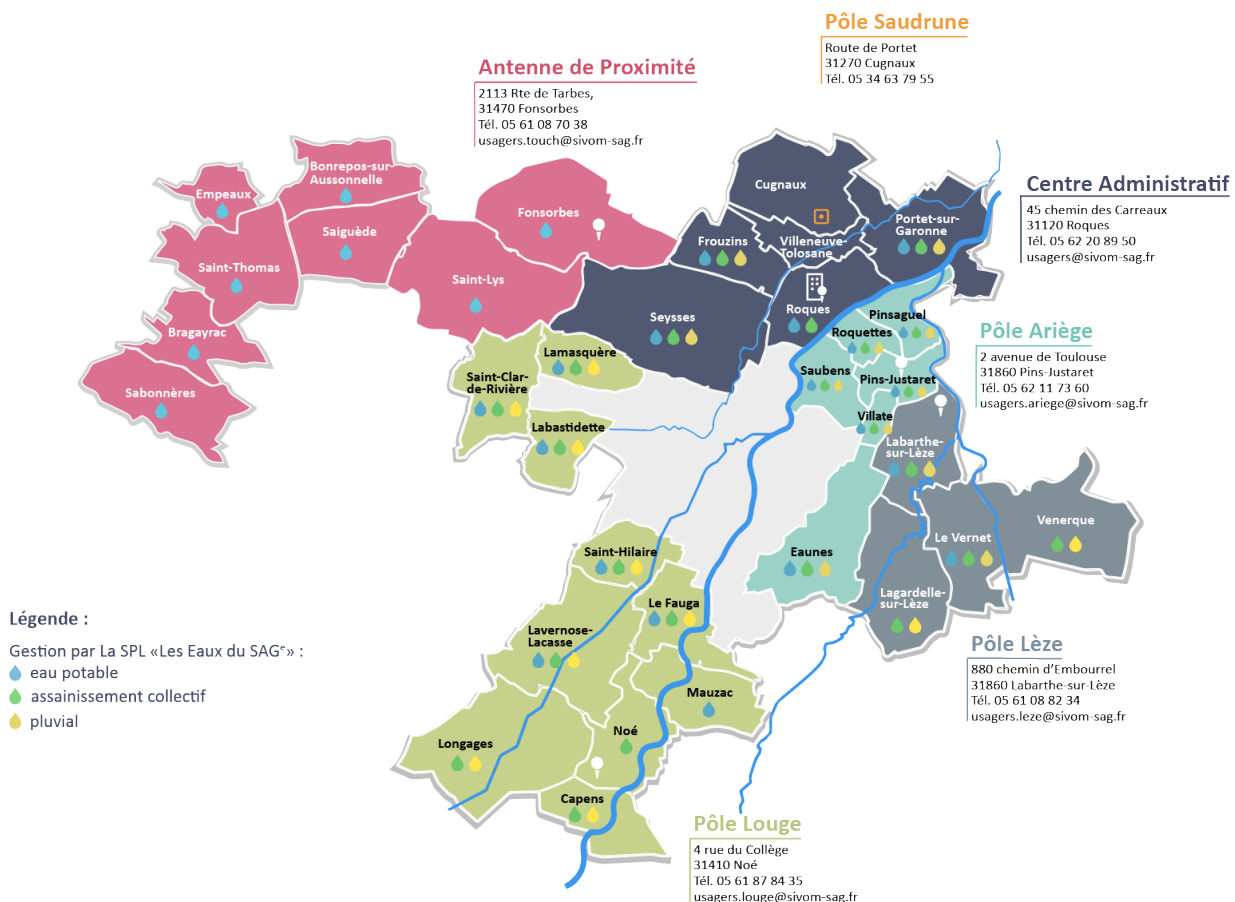 Pôle Saudrune
Route de Portet
31270 Cugnaux
Tél. 05 34 63 79 55
Antenne de Proximité
2113 Rte de Tarbes,
31470 Fonsorbes
Tél. 05 61 08 70 38
usagers.touch@sivom-sag.fr
Centre Administratif
45 chemin des Carreaux
31120 Roques
Tél. 05 62 20 89 50
usagers@sivom-sag.fr
Bonrepos-sur-
Aussonnelle
Empeaux
Cugnaux
Fonsorbes
Portet-sur-
Garonne
Saiguède
Frouzins
Villeneuve-
Tolosane
Saint-Thomas
Saint-Lys
Roques
Seysses
Pinsaguel
Bragayrac
Roquettes
Pôle Ariège
2 avenue de Toulouse
31860 Pins-Justaret
Tél. 05 62 11 73 60
usagers.ariege@sivom-sag.fr
Lamasquère
Saubens
Saint-Clar-
de-Rivière
Pins-Justaret
Sabonnères
Villate
Labastidette
Labarthe-
sur-Lèze
Venerque
Le Vernet
Saint-Hilaire
Eaunes
Lagardelle-
sur-Lèze
Le Fauga
Légende :
Lavernose-
Lacasse
Gestion par La SPL «Les Eaux du SAGe» :
eau potable
assainissement collectif
pluvial
Pôle Lèze
880 chemin d’Embourrel
31860 Labarthe-sur-Lèze
Tél. 05 61 08 82 34
usagers.leze@sivom-sag.fr
Mauzac
Noé
Longages
Capens
Pôle Louge
4 rue du Collège
31410 Noé
Tél. 05 61 87 84 35
usagers.louge@sivom-sag.fr